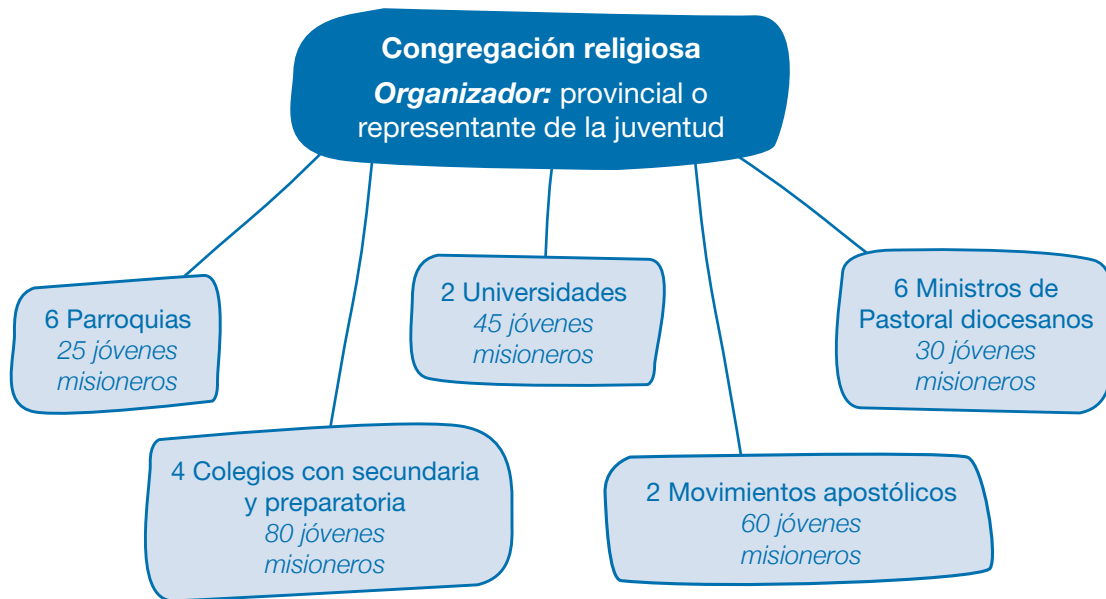 Congregación religiosa
Organizador: provincial o
representante de la juventud
6 Parroquias
25 jóvenes
misioneros
2 Universidades
45 jóvenes
misioneros
6 Ministros de
Pastoral diocesanos
30 jóvenes
misioneros
4 Colegios con secundaria
y preparatoria
80 jóvenes
misioneros
2 Movimientos apostólicos
60 jóvenes
misioneros